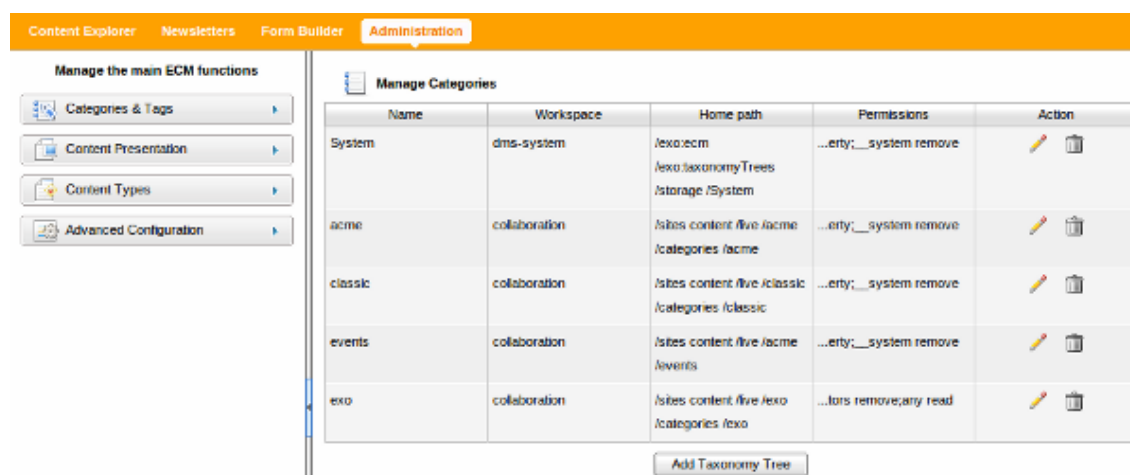 Content Explorer Newsletters Form Builder Administration
Manage the main ECM functions
Categories & Tags
Content Presentation
Content Types
Advanced Configuration
Manage Categories
Name Workspace Home path Permissions Action
System dms-system /exo:ecm ...erty;__system remove
/exo:taxonomyTrees
/storage /System
acme collaboration /sites content /live /acme ...erty;__system remove
/categories /acme
classic collaboration /sites content /live /classic ...erty;__system remove
/categories /classic
events collaboration /sites content /live /acme ...erty;__system remove
/events
exo collaboration /sites content /live /exo ...tors remove;any read
/categories /exo
Add Taxonomy Tree